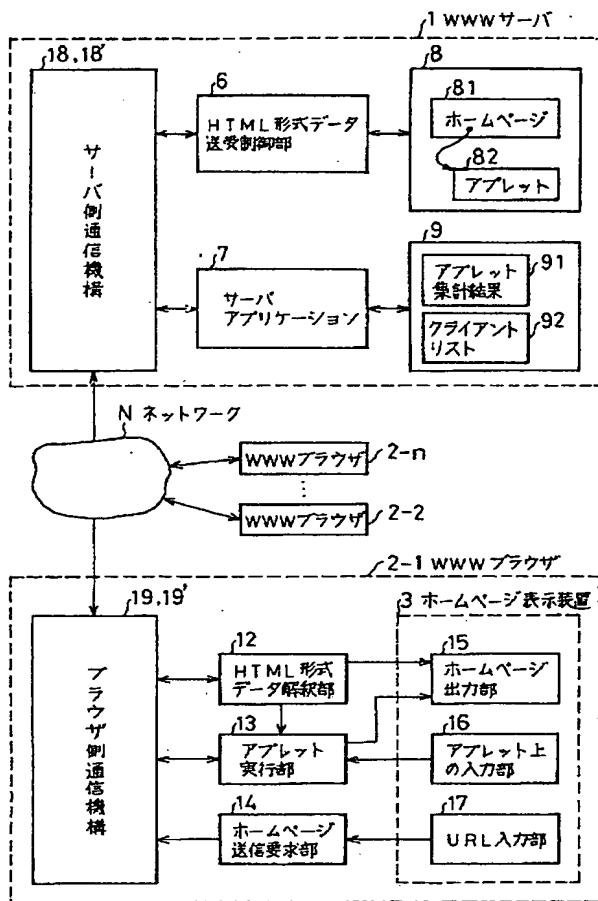 1 WWWサーバ
18,18'
サーバ側通信機構
6
HTML形式データ
送受制御部
8
81
ホームページ
82
アプレット
7
サーバ
アプリケーション
9
アプレット
集計結果
91
クライアント
リスト
92
N ネットワーク
WWWブラウザ
2-n
⋮
WWWブラウザ
2-2
2-1 WWWブラウザ
19,19'
ブラウザ側通信機構
3 ホームページ表示装置
12
HTML形式
データ解釈部
15
ホームページ
出力部
13
アプレット
実行部
16
アプレット上
の入力部
14
ホームページ
送信要求部
17
URL入力部